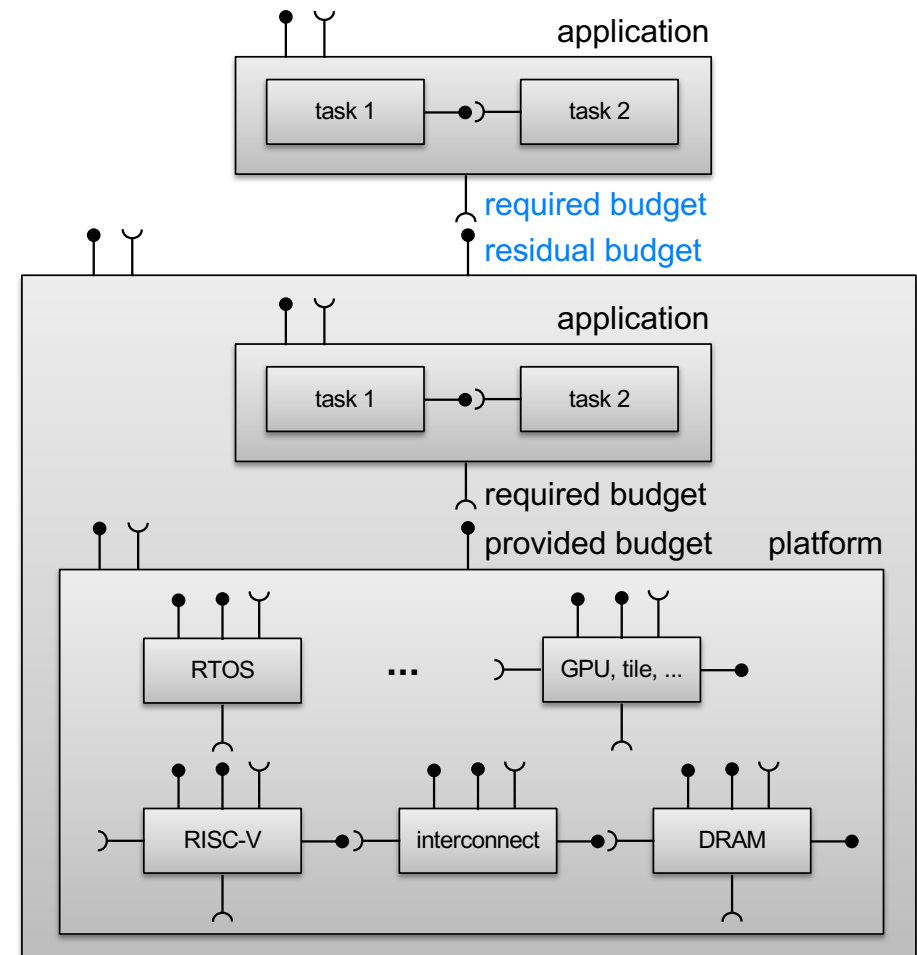 application
task 1
task 2
required budget
residual budget
application
task 1
task 2
required budget
provided budget
platform
RTOS
...
GPU, tile, ...
RISC-V
interconnect
DRAM